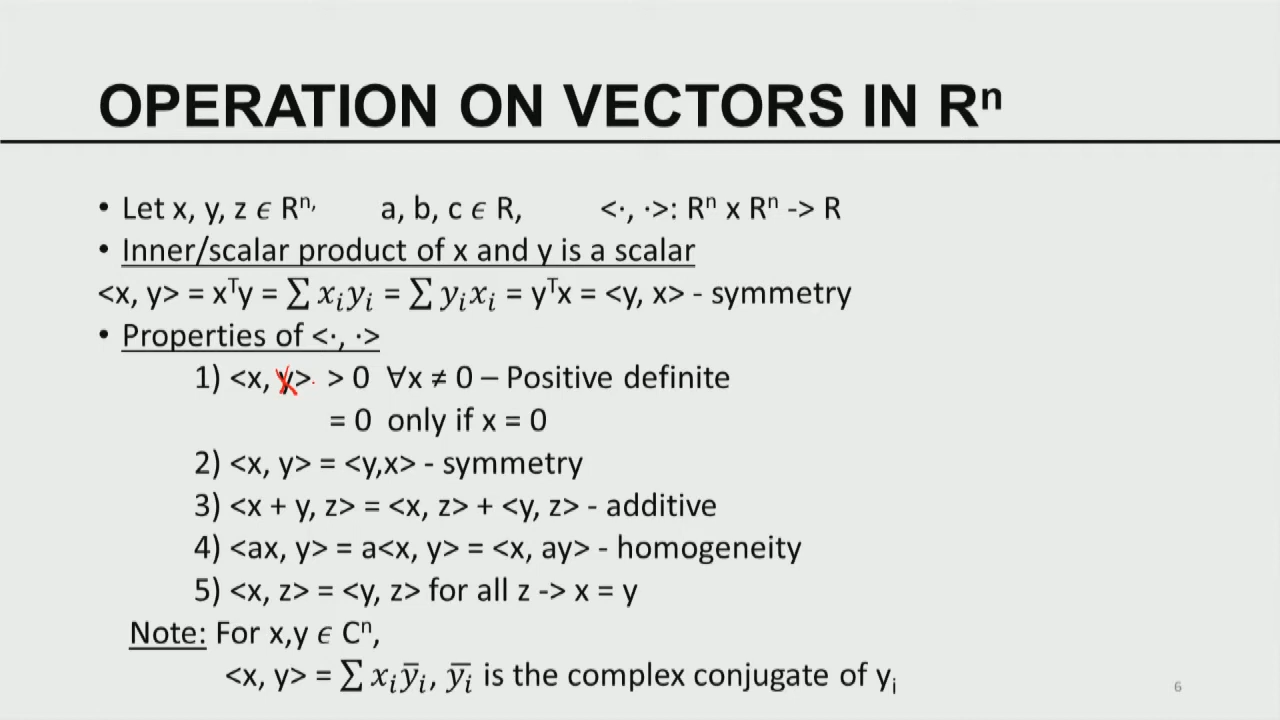 OPERATION ON VECTORS IN Rⁿ
• Let x, y, z ϵ Rⁿ, a, b, c ϵ R, <·, ·>: Rⁿ x Rⁿ -> R
• Inner/scalar product of x and y is a scalar
<x, y> = xᵀy = ∑ xᵢyᵢ = ∑ yᵢxᵢ = yᵀx = <y, x> - symmetry
• Properties of <·, ·>
1) <x, x> > 0 ∀x ≠ 0 – Positive definite
= 0 only if x = 0
2) <x, y> = <y,x> - symmetry
3) <x + y, z> = <x, z> + <y, z> - additive
4) <ax, y> = a<x, y> = <x, ay> - homogeneity
5) <x, z> = <y, z> for all z -> x = y
Note: For x,y ϵ Cⁿ,
<x, y> = ∑ xᵢȳᵢ, ȳᵢ is the complex conjugate of yᵢ
6